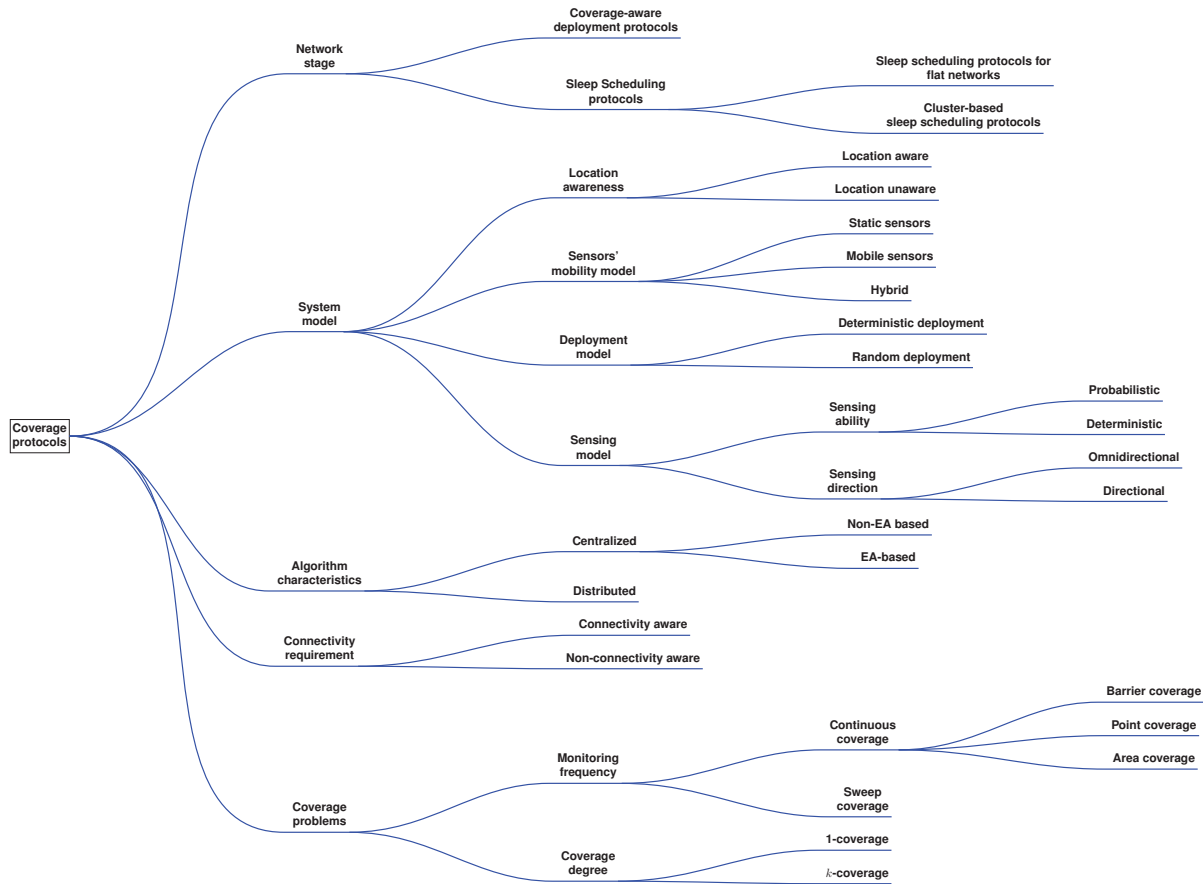 Coverage
protocols
Network
stage
Coverage-aware
deployment protocols
Sleep Scheduling
protocols
Sleep scheduling protocols for
flat networks
Cluster-based
sleep scheduling protocols
System
model
Location
awareness
Location aware
Location unaware
Sensors'
mobility model
Static sensors
Mobile sensors
Hybrid
Deployment
model
Deterministic deployment
Random deployment
Sensing
model
Sensing
ability
Probabilistic
Deterministic
Sensing
direction
Omnidirectional
Directional
Algorithm
characteristics
Centralized
Non-EA based
EA-based
Distributed
Connectivity
requirement
Connectivity aware
Non-connectivity aware
Coverage
problems
Monitoring
frequency
Continuous
coverage
Barrier coverage
Point coverage
Area coverage
Sweep
coverage
Coverage
degree
1-coverage
k-coverage